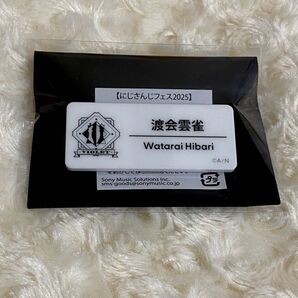 【にじさんじフェス2025】
VIOLET
渡会雲雀
Watarai Hibari
©A/N
Sony Music Solutions Inc.
sms-goods@sonymusic.co.jp